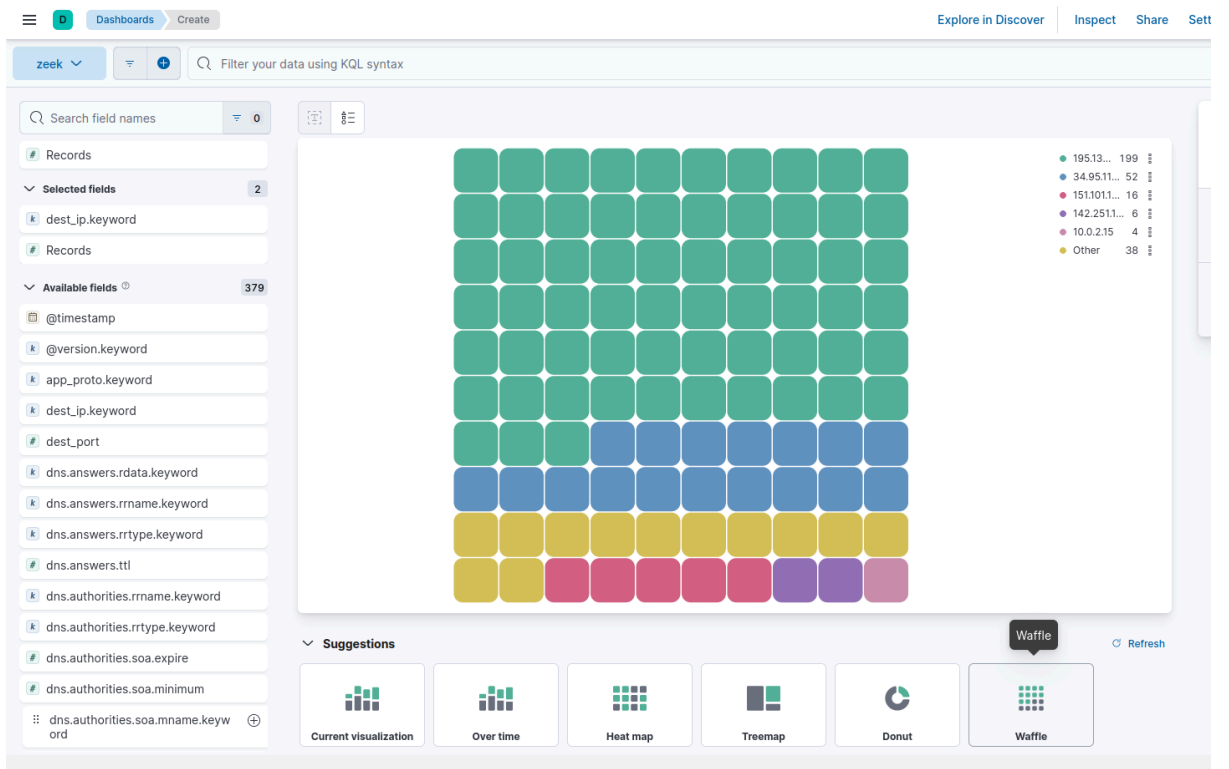 D Dashboards Create Explore in Discover Inspect Share Sett
zeek Filter your data using KQL syntax
Search field names 0
# Records
Selected fields 2
k dest_ip.keyword
# Records
Available fields 379
@timestamp
k @version.keyword
k app_proto.keyword
k dest_ip.keyword
# dest_port
k dns.answers.rdata.keyword
k dns.answers.rrname.keyword
k dns.answers.rrtype.keyword
# dns.answers.ttl
k dns.authorities.rrname.keyword
k dns.authorities.rrtype.keyword
# dns.authorities.soa.expire
# dns.authorities.soa.minimum
dns.authorities.soa.mname.keyw
ord
195.13... 199
34.95.11... 52
151.101.1... 16
142.251.1... 6
10.0.2.15 4
Other 38
Suggestions
Waffle
Refresh
Current visualization
Over time
Heat map
Treemap
Donut
Waffle